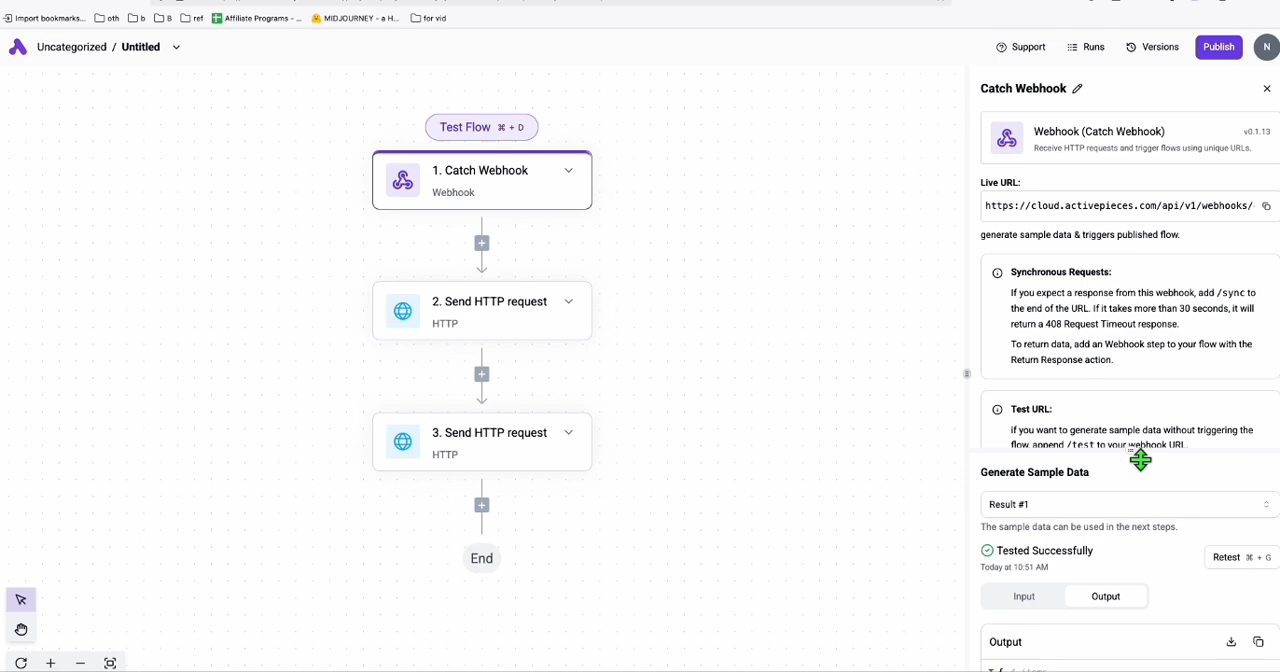 Import bookmarks...
oth
b
B
ref
Affiliate Programs - ...
MIDJOURNEY - a H...
for vid
Uncategorized / Untitled
Support
Runs
Versions
Publish
N
Test Flow ⌘ + D
1. Catch Webhook
Webhook
2. Send HTTP request
HTTP
3. Send HTTP request
HTTP
End
Catch Webhook
Webhook (Catch Webhook)
v0.1.13
Receive HTTP requests and trigger flows using unique URLs.
Live URL:
https://cloud.activepieces.com/api/v1/webhooks/
generate sample data & triggers published flow.
Synchronous Requests:
If you expect a response from this webhook, add /sync to
the end of the URL. If it takes more than 30 seconds, it will
return a 408 Request Timeout response.
To return data, add an Webhook step to your flow with the
Return Response action.
Test URL:
if you want to generate sample data without triggering the
flow, append /test to your webhook URL.
Generate Sample Data
Result #1
The sample data can be used in the next steps.
Tested Successfully
Today at 10:51 AM
Retest ⌘ + G
Input
Output
Output